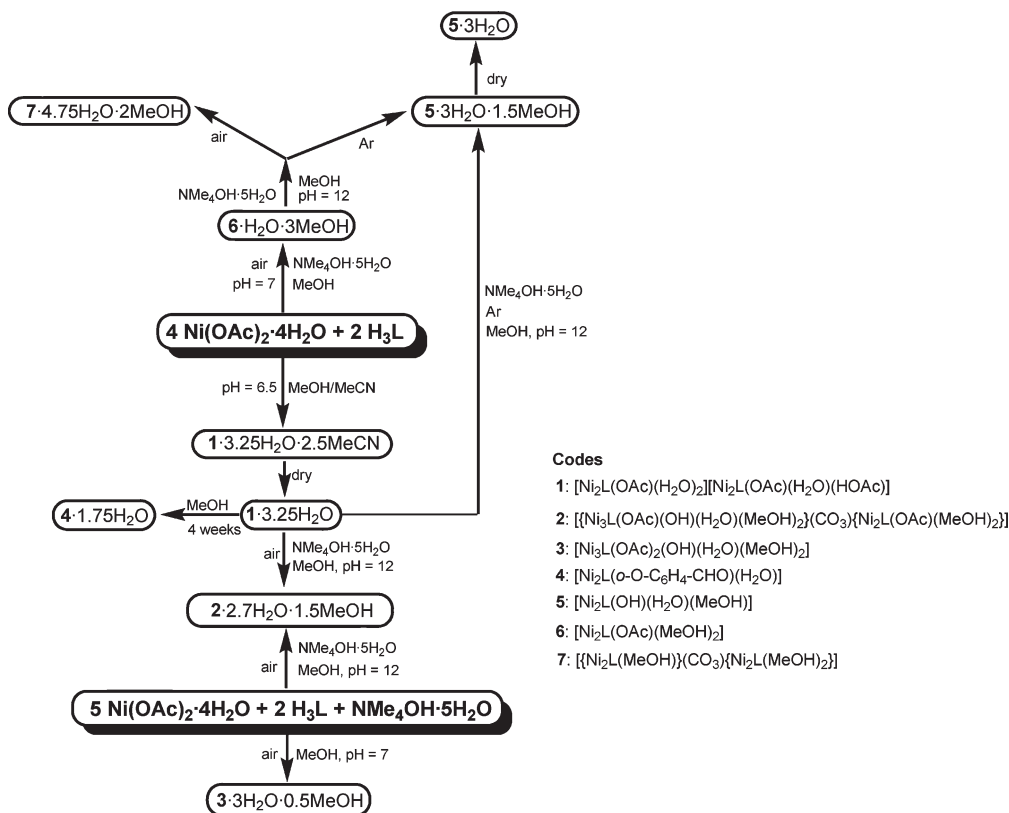 5·3H₂O
dry
7·4.75H₂O·2MeOH
5·3H₂O·1.5MeOH
air
Ar
NMe₄OH·5H₂O
MeOH
pH = 12
6·H₂O·3MeOH
air
NMe₄OH·5H₂O
pH = 7
MeOH
4 Ni(OAc)₂·4H₂O + 2 H₃L
pH = 6.5
MeOH/MeCN
1·3.25H₂O·2.5MeCN
dry
4·1.75H₂O
MeOH
4 weeks
1·3.25H₂O
NMe₄OH·5H₂O
Ar
MeOH, pH = 12
air
NMe₄OH·5H₂O
MeOH, pH = 12
2·2.7H₂O·1.5MeOH
air
NMe₄OH·5H₂O
MeOH, pH = 12
5 Ni(OAc)₂·4H₂O + 2 H₃L + NMe₄OH·5H₂O
air
MeOH, pH = 7
3·3H₂O·0.5MeOH
Codes
1: [Ni₂L(OAc)(H₂O)₂][Ni₂L(OAc)(H₂O)(HOAc)]
2: [{Ni₃L(OAc)(OH)(H₂O)(MeOH)₂}(CO₃){Ni₂L(OAc)(MeOH)₂}]
3: [Ni₃L(OAc)₂(OH)(H₂O)(MeOH)₂]
4: [Ni₂L(o-O-C₆H₄-CHO)(H₂O)]
5: [Ni₂L(OH)(H₂O)(MeOH)]
6: [Ni₂L(OAc)(MeOH)₂]
7: [{Ni₂L(MeOH)}(CO₃){Ni₂L(MeOH)₂}]